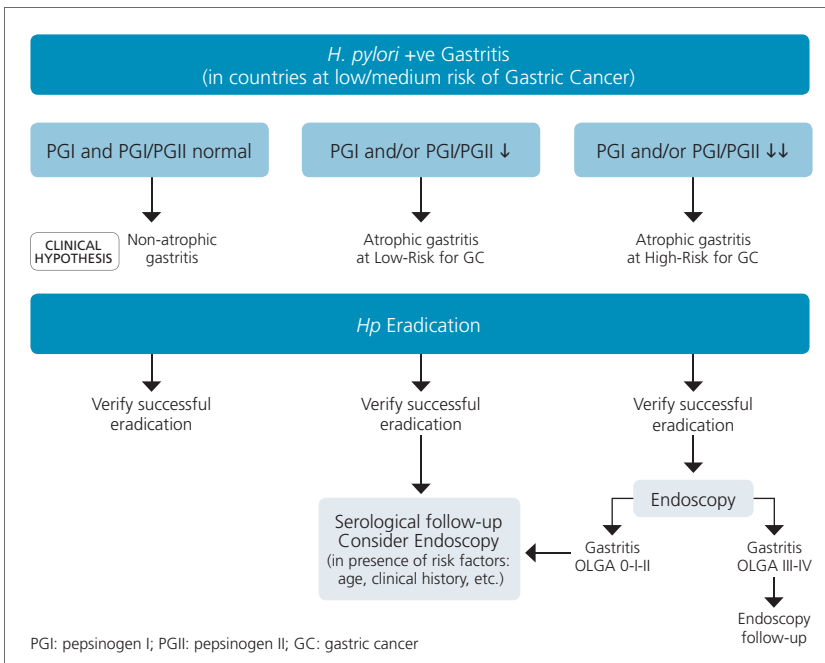 H. pylori +ve Gastritis
(in countries at low/medium risk of Gastric Cancer)
PGI and PGI/PGII normal
PGI and/or PGI/PGII ↓
PGI and/or PGI/PGII ↓↓
CLINICAL
HYPOTHESIS
Non-atrophic
gastritis
Atrophic gastritis
at Low-Risk for GC
Atrophic gastritis
at High-Risk for GC
Hp Eradication
Verify successful
eradication
Verify successful
eradication
Verify successful
eradication
Endoscopy
Serological follow-up
Consider Endoscopy
(in presence of risk factors:
age, clinical history, etc.)
Gastritis
OLGA 0-I-II
Gastritis
OLGA III-IV
Endoscopy
follow-up
PGI: pepsinogen I; PGII: pepsinogen II; GC: gastric cancer